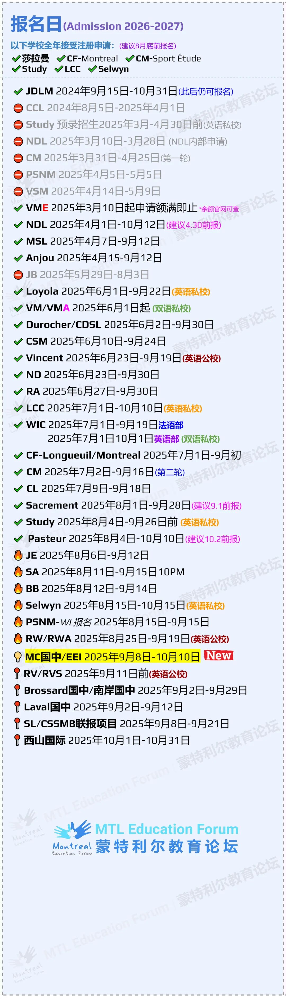 报名日(Admission 2026-2027)
以下学校全年接受注册申请：(建议8月底前报名)
莎拉曼 CF-Montreal CM-Sport Étude
Study LCC Selwyn
JDLM 2024年9月15日-10月31日(此后仍可报名)
CCL 2024年8月5日-2025年4月1日
Study 预录招生2025年3月-4月30日前(英语私校)
NDL 2025年3月10日-3月28日 (NDL内部申请)
CM 2025年3月31日-4月25日(第一轮)
PSNM 2025年4月5日-5月5日
VSM 2025年4月14日-5月9日
VME 2025年3月10日起申请额满即止 *余额官网可查
NDL 2025年4月1日-10月12日(建议4.30前报)
MSL 2025年4月7日-9月12日
Anjou 2025年4月15-9月12日
JB 2025年5月29日-8月3日
Loyola 2025年6月1日-9月22日(英语私校)
VM/VMA 2025年6月1日起 (双语私校)
Durocher/CDSL 2025年6月2日-9月30日
CSM 2025年6月10日-9月24日
Vincent 2025年6月23日-9月19日(英语公校)
ND 2025年6月23日-9月30日
RA 2025年6月27日-9月30日
LCC 2025年7月1日-10月10日(英语私校)
WIC 2025年7月1日-9月19日法语部
2025年7月1日10月1日英语部 (双语私校)
CF-Longueuil/Montreal 2025年7月1日-9月初
CM 2025年7月2日-9月16日(第二轮)
CL 2025年7月9日-9月18日
Sacrement 2025年8月1日-9月28日(建议9.1前报)
Study 2025年8月4日-9月26日前 (英语私校)
Pasteur 2025年8月4日-10月10日(建议10.2前报)
JE 2025年8月6日-9月12日
SA 2025年8月11日-9月15日10PM
BB 2025年8月12日-9月14日
Selwyn 2025年8月15日-10月15日(英语私校)
PSNM-WL报名 2025年8月15日-9月15日
RW/RWA 2025年8月25日-9月19日(英语公校)
MC国中/EEI 2025年9月8日-10月10日 New
RV/RVS 2025年9月11日前(英语公校)
Brossard国中/南岸国中 2025年9月2日-9月29日
Laval国中 2025年9月2日-9月12日
SL/CSSMB联报项目 2025年9月8日-9月21日
西山国际 2025年10月1日-10月31日
MTL Education Forum
Montreal
Education Forum
蒙特利尔教育论坛